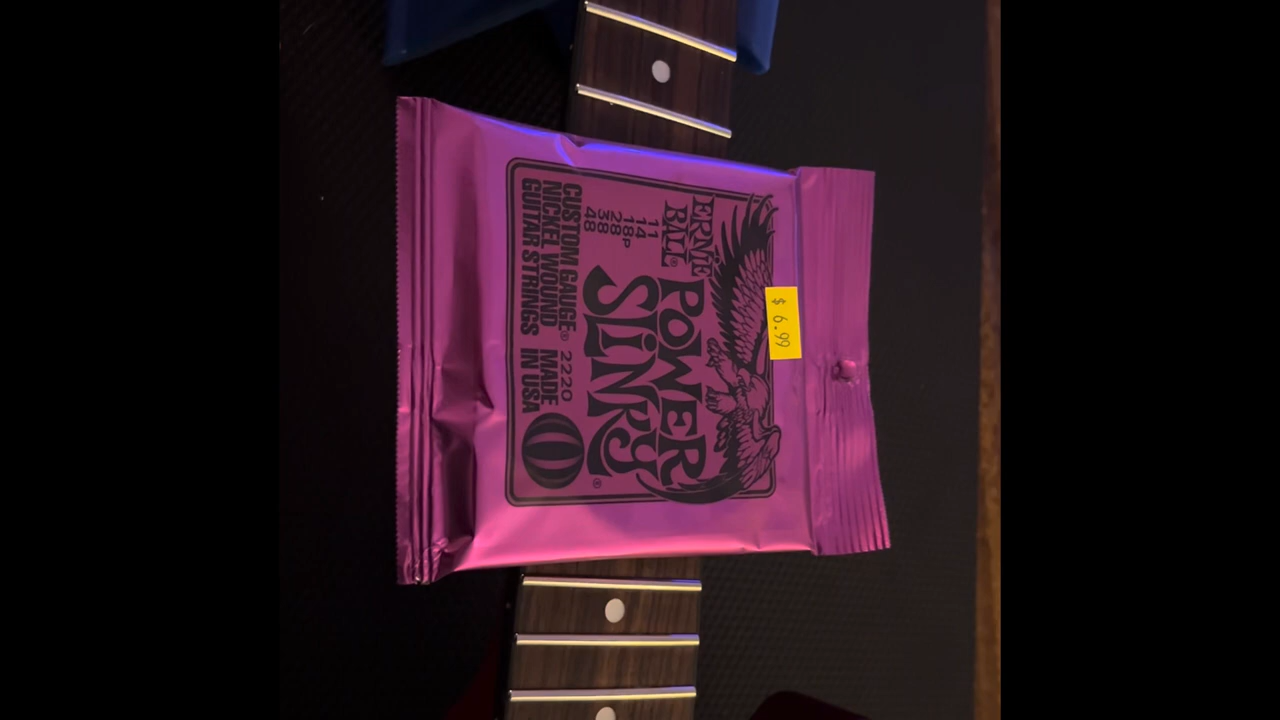 $ 6.99
ERNIE
BALL®
POWER
SLINKY®
11
14
18P
28
38
48
CUSTOM GAUGE® 2220
NICKEL WOUND MADE
GUITAR STRINGS IN USA